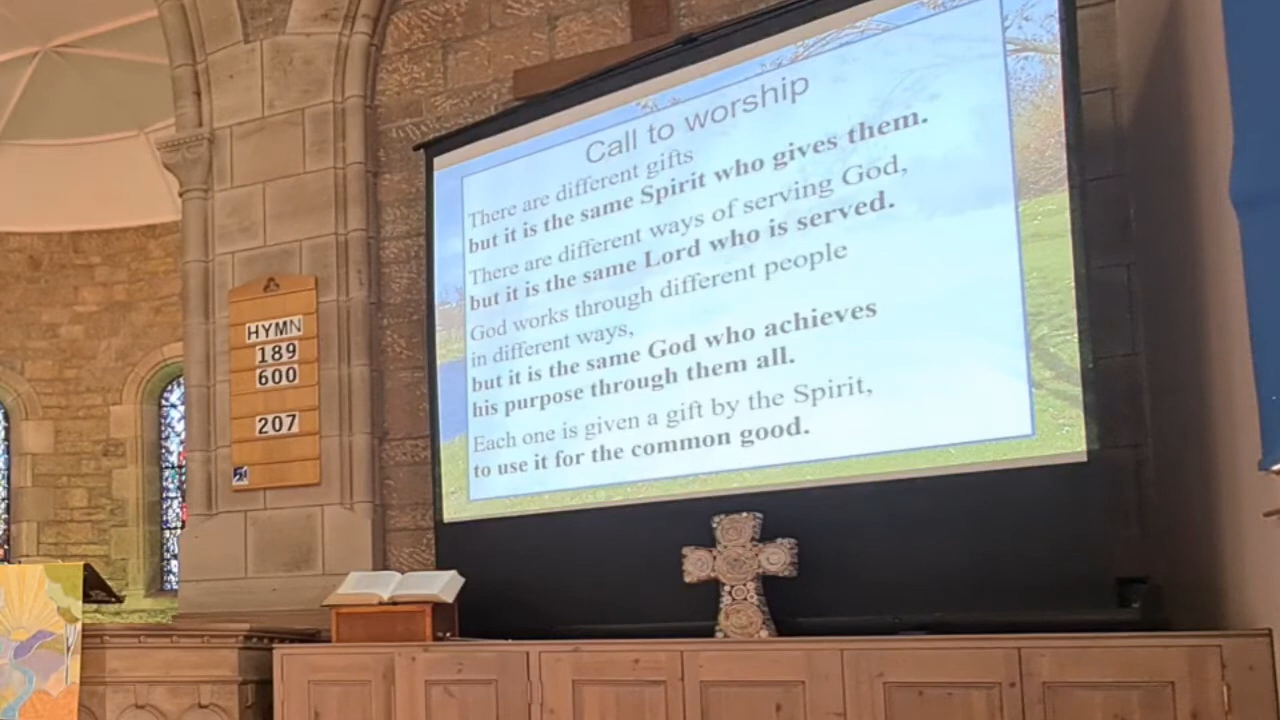 Call to worship
There are different gifts
but it is the same Spirit who gives them.
There are different ways of serving God,
but it is the same Lord who is served.
God works through different people
in different ways,
but it is the same God who achieves
his purpose through them all.
Each one is given a gift by the Spirit,
to use it for the common good.
HYMN
189
600
207